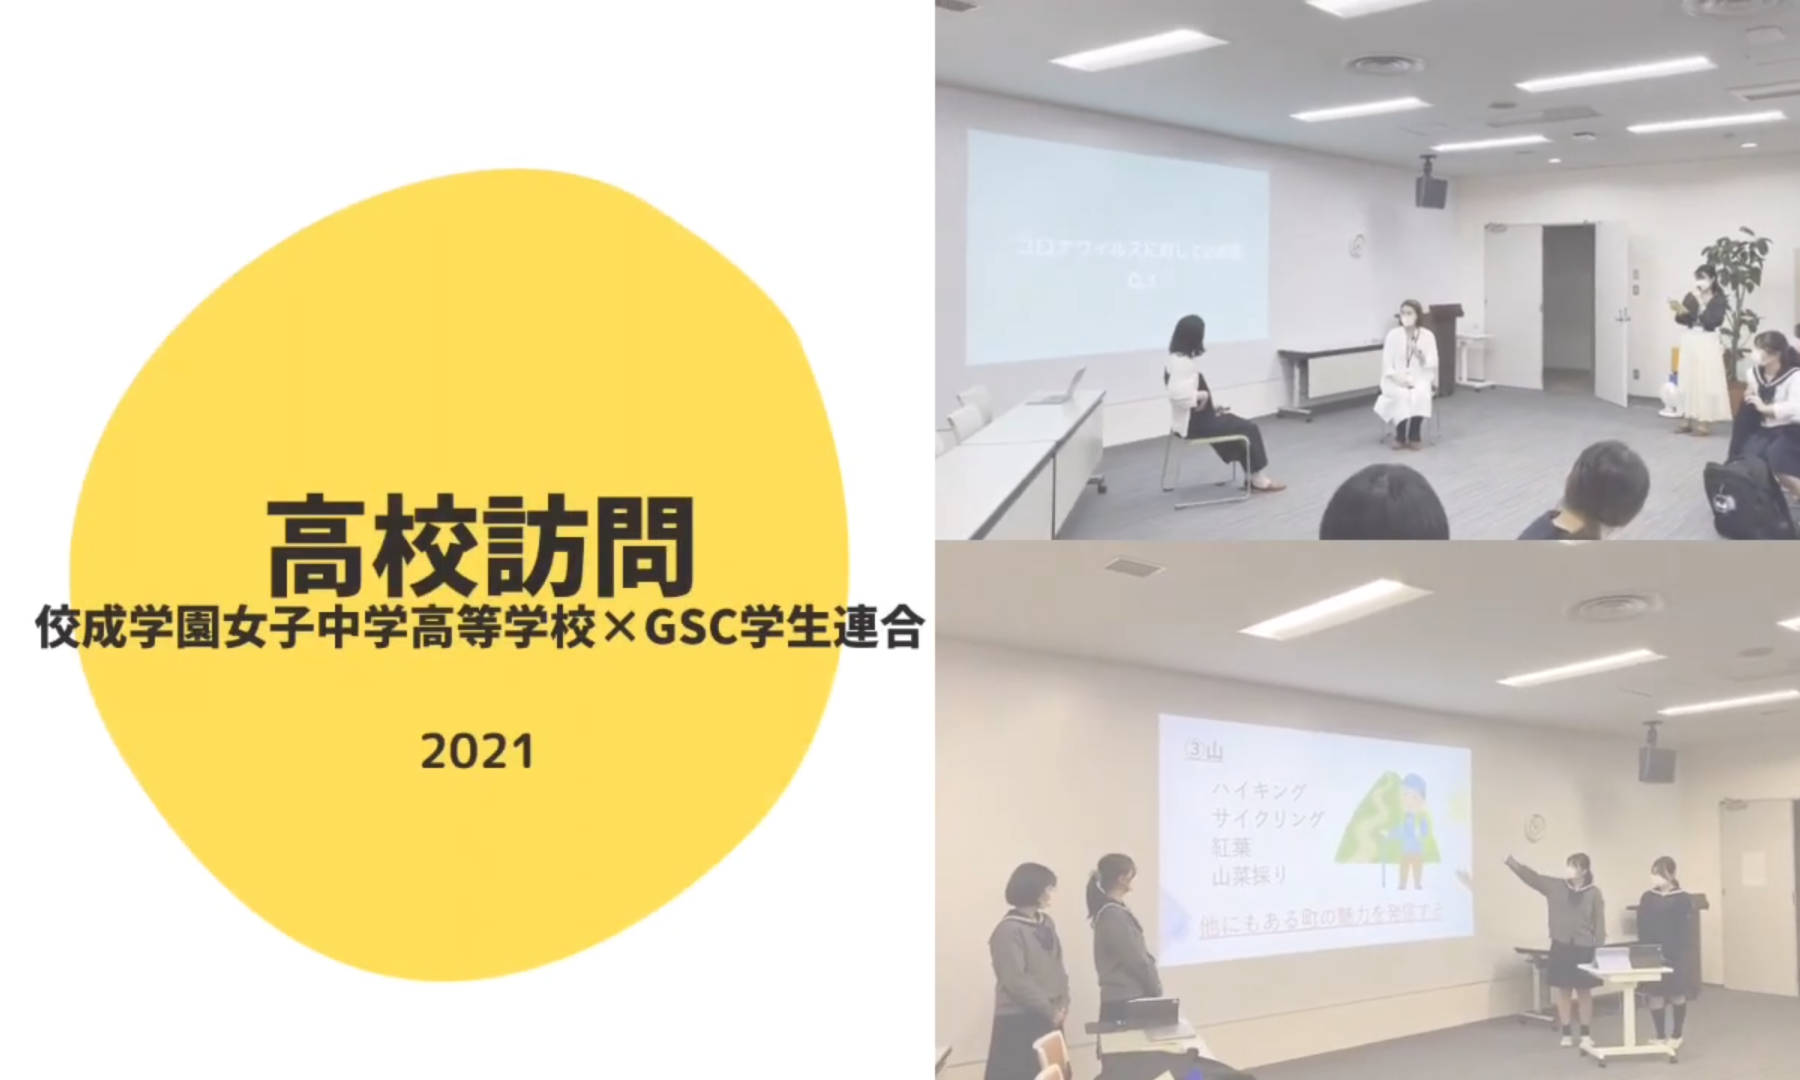 高校訪問
佼成学園女子中学高等学校×GSC学生連合
2021
コロナウイルスに対しての
③山
ハイキング
サイクリング
紅葉
山菜採り
他にもある町の魅力を発信する